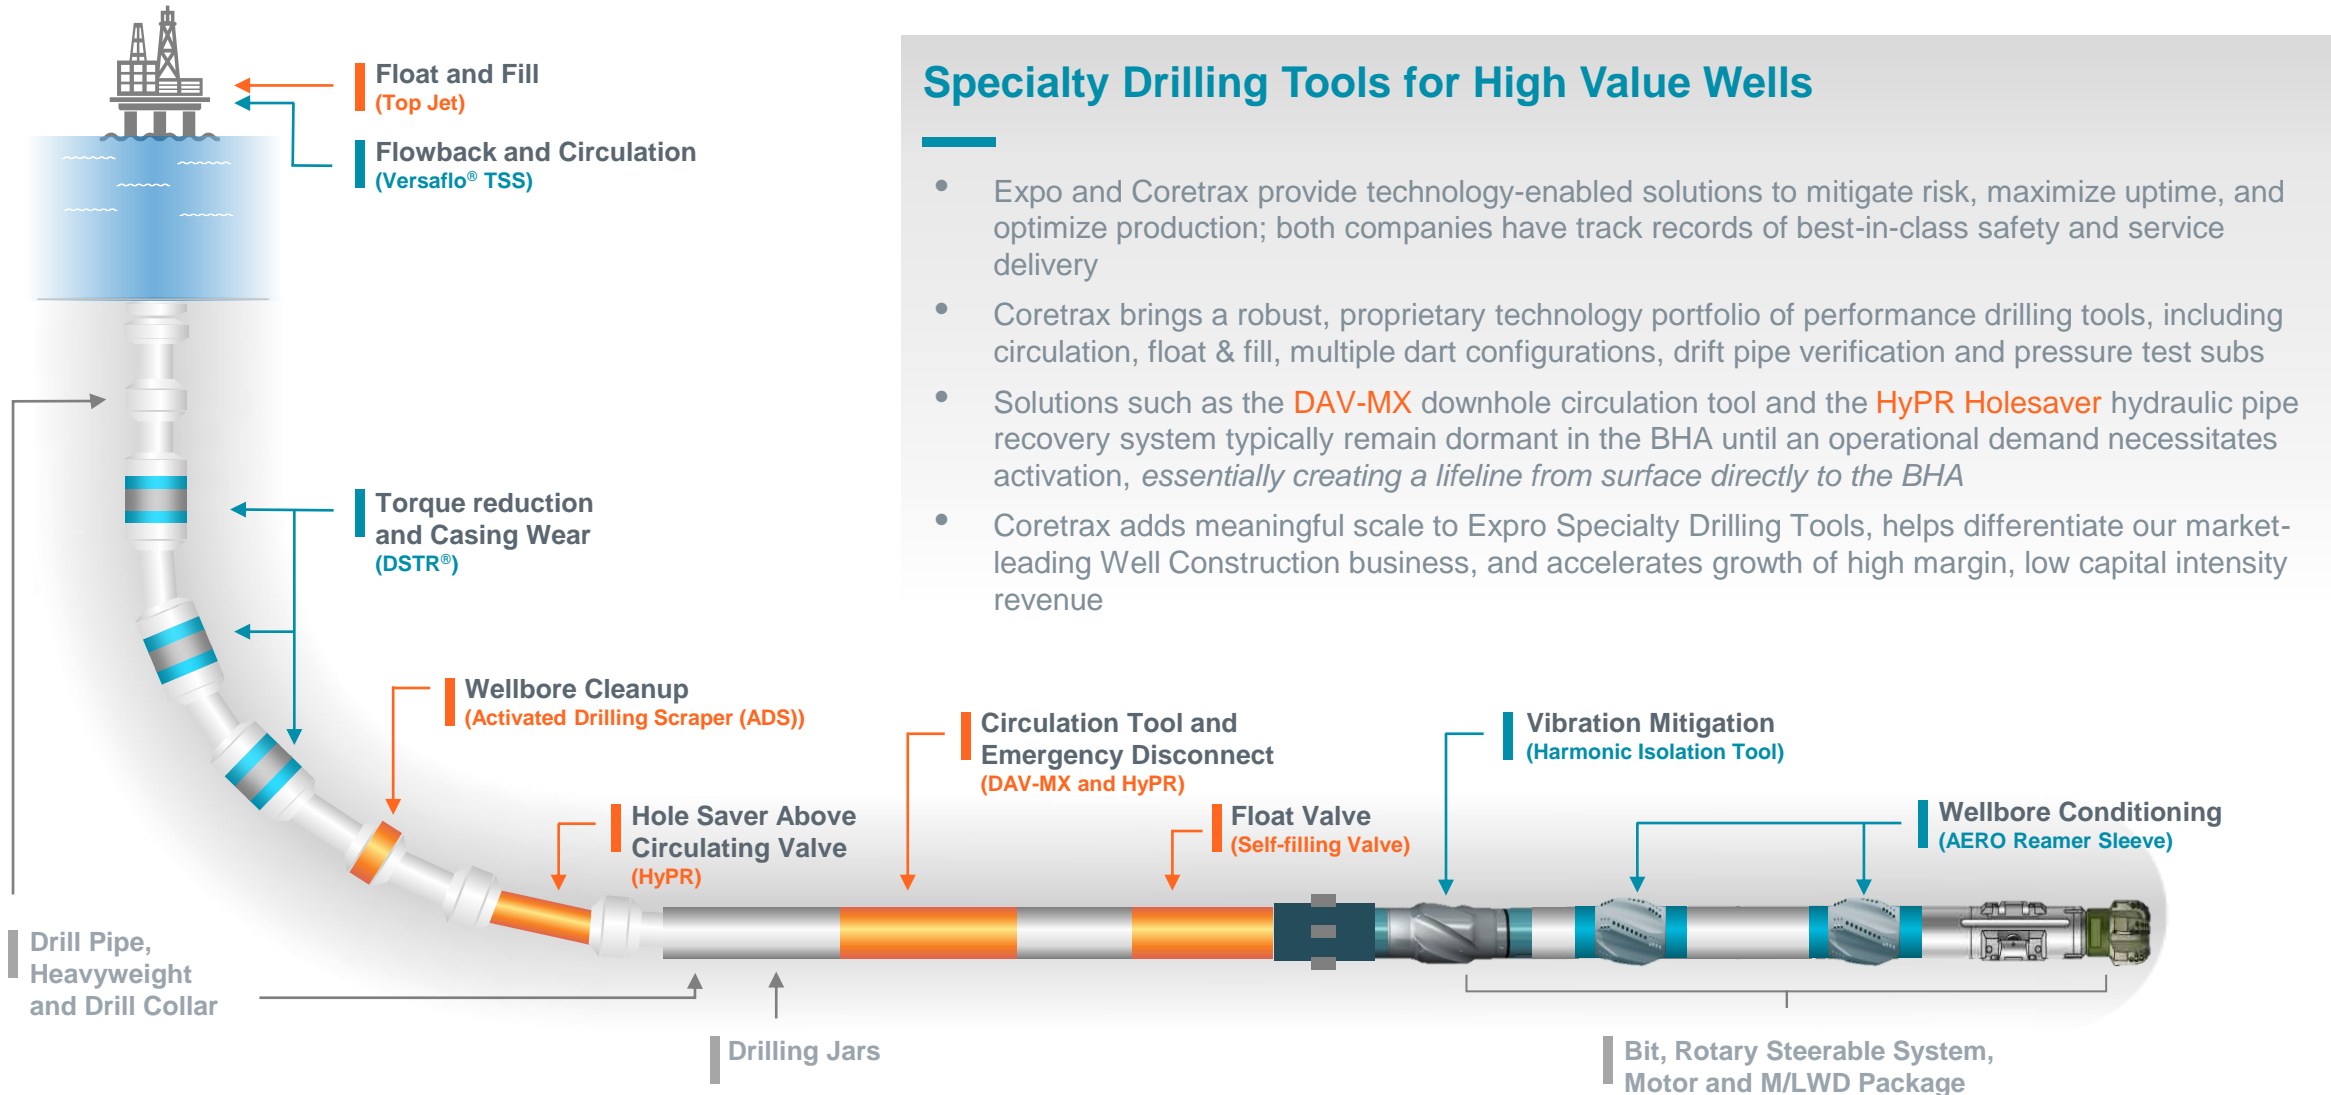 Float and Fill
(Top Jet)
Flowback and Circulation
(Versaflo® TSS)
Specialty Drilling Tools for High Value Wells
• Expo and Coretrax provide technology-enabled solutions to mitigate risk, maximize uptime, and
optimize production; both companies have track records of best-in-class safety and service
delivery
• Coretrax brings a robust, proprietary technology portfolio of performance drilling tools, including
circulation, float & fill, multiple dart configurations, drift pipe verification and pressure test subs
• Solutions such as the DAV-MX downhole circulation tool and the HyPR Holesaver hydraulic pipe
recovery system typically remain dormant in the BHA until an operational demand necessitates
activation, essentially creating a lifeline from surface directly to the BHA
• Coretrax adds meaningful scale to Expro Specialty Drilling Tools, helps differentiate our market-
leading Well Construction business, and accelerates growth of high margin, low capital intensity
revenue
Torque reduction
and Casing Wear
(DSTR®)
Wellbore Cleanup
(Activated Drilling Scraper (ADS))
Hole Saver Above
Circulating Valve
(HyPR)
Circulation Tool and
Emergency Disconnect
(DAV-MX and HyPR)
Float Valve
(Self-filling Valve)
Vibration Mitigation
(Harmonic Isolation Tool)
Wellbore Conditioning
(AERO Reamer Sleeve)
Drill Pipe,
Heavyweight
and Drill Collar
Drilling Jars
Bit, Rotary Steerable System,
Motor and M/LWD Package